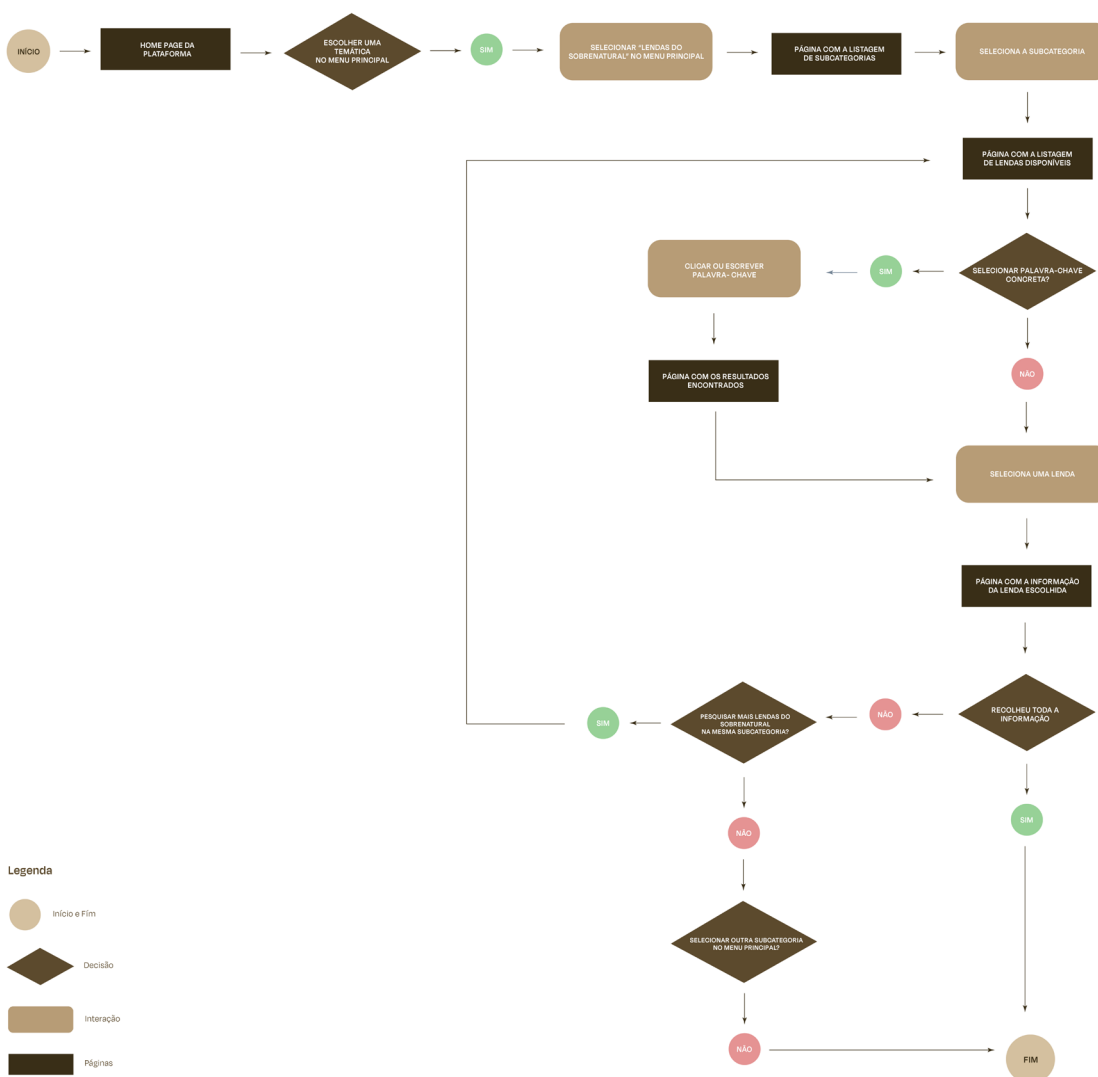 INÍCIO
HOME PAGE DA
PLATAFORMA
ESCOLHER UMA
TEMÁTICA
NO MENU PRINCIPAL
SIM
SELECIONAR “LENDAS DO
SOBRENATURAL” NO MENU PRINCIPAL
PÁGINA COM A LISTAGEM
DE SUBCATEGORIAS
SELECIONA A SUBCATEGORIA
PÁGINA COM A LISTAGEM
DE LENDAS DISPONÍVEIS
SELECIONAR PALAVRA-CHAVE
CONCRETA?
SIM
CLICAR OU ESCREVER
PALAVRA- CHAVE
PÁGINA COM OS RESULTADOS
ENCONTRADOS
NÃO
SELECIONA UMA LENDA
PÁGINA COM A INFORMAÇÃO
DA LENDA ESCOLHIDA
RECOLHEU TODA A
INFORMAÇÃO
NÃO
PESQUISAR MAIS LENDAS DO
SOBRENATURAL
NA MESMA SUBCATEGORIA?
SIM
NÃO
SIM
SELECIONAR OUTRA SUBCATEGORIA
NO MENU PRINCIPAL?
NÃO
FIM
Legenda
Início e Fím
Decisão
Interação
Páginas